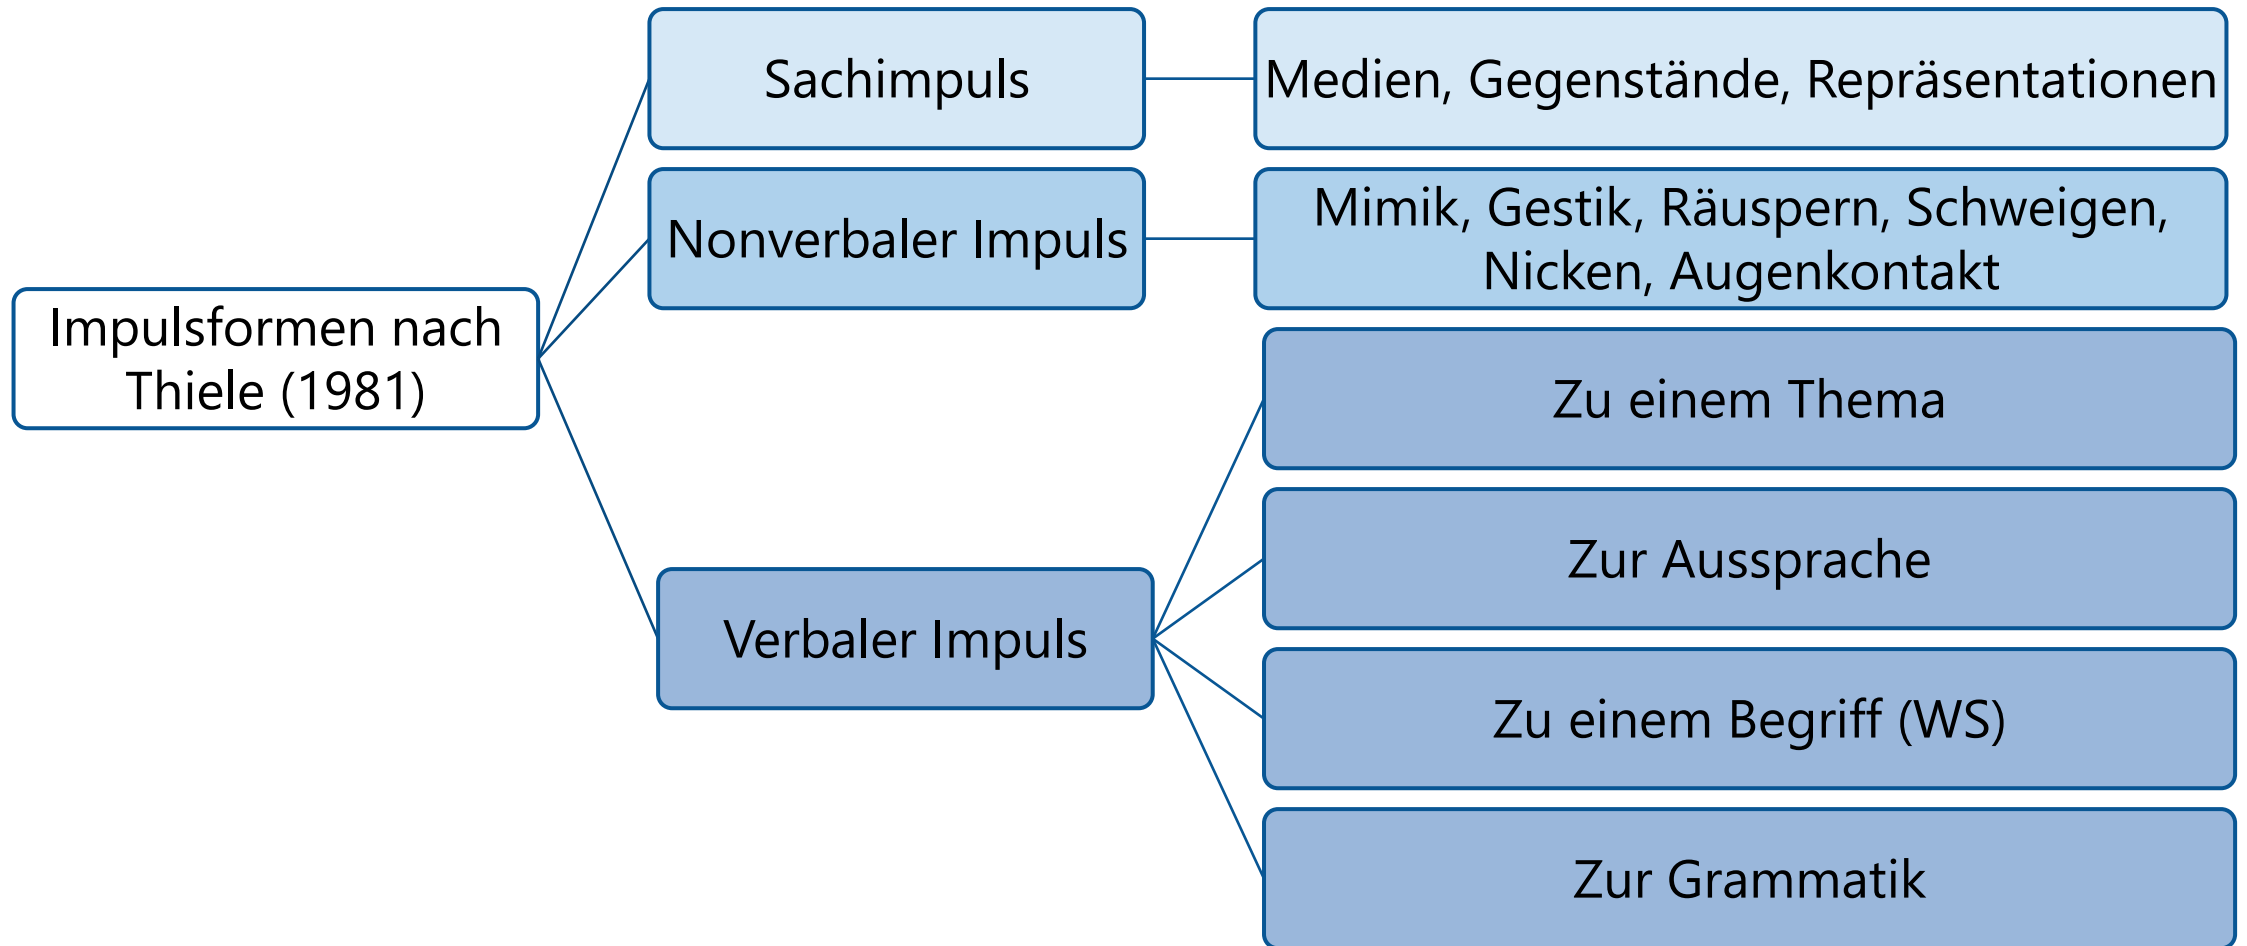 Impulsformen nach
Thiele (1981)
Sachimpuls
Medien, Gegenstände, Repräsentationen
Nonverbaler Impuls
Mimik, Gestik, Räuspern, Schweigen,
Nicken, Augenkontakt
Verbaler Impuls
Zu einem Thema
Zur Aussprache
Zu einem Begriff (WS)
Zur Grammatik